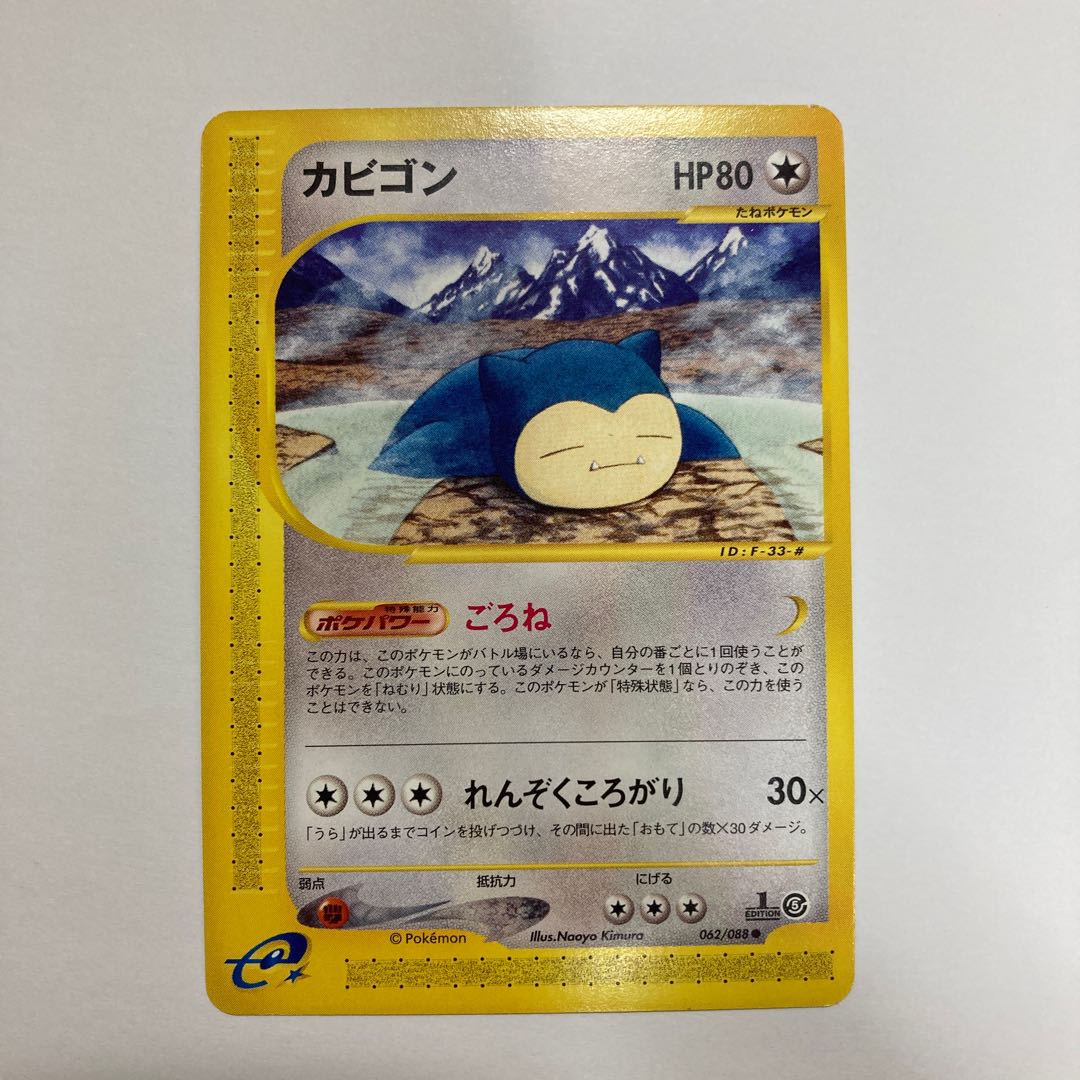 カビゴン HP80
たねポケモン
ID:F-33-#
特殊能力
ポケパワー ごろね
この力は、このポケモンがバトル場にいるなら、自分の番ごとに1回使うことが
できる。このポケモンにのっているダメージカウンターを1個とりのぞき、この
ポケモンを「ねむり」状態にする。このポケモンが「特殊状態」なら、この力を使う
ことはできない。
れんぞくころがり 30×
「うら」が出るまでコインを投げつづけ、その間に出た「おもて」の数×30ダメージ。
弱点 抵抗力 にげる
1
EDITION 5
© Pokémon Illus.Naoyo Kimura 062/088 ●
e